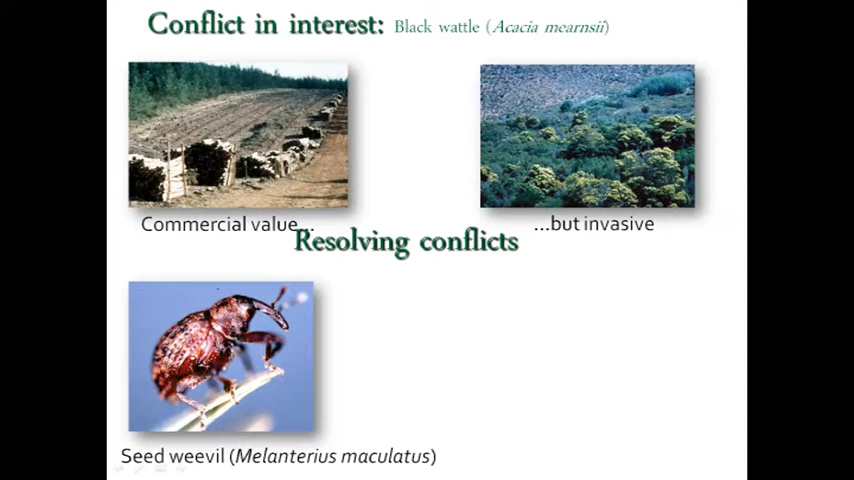 Conflict in interest: Black wattle (Acacia mearnsii)
Commercial value...
...but invasive
Resolving conflicts
Seed weevil (Melanterius maculatus)